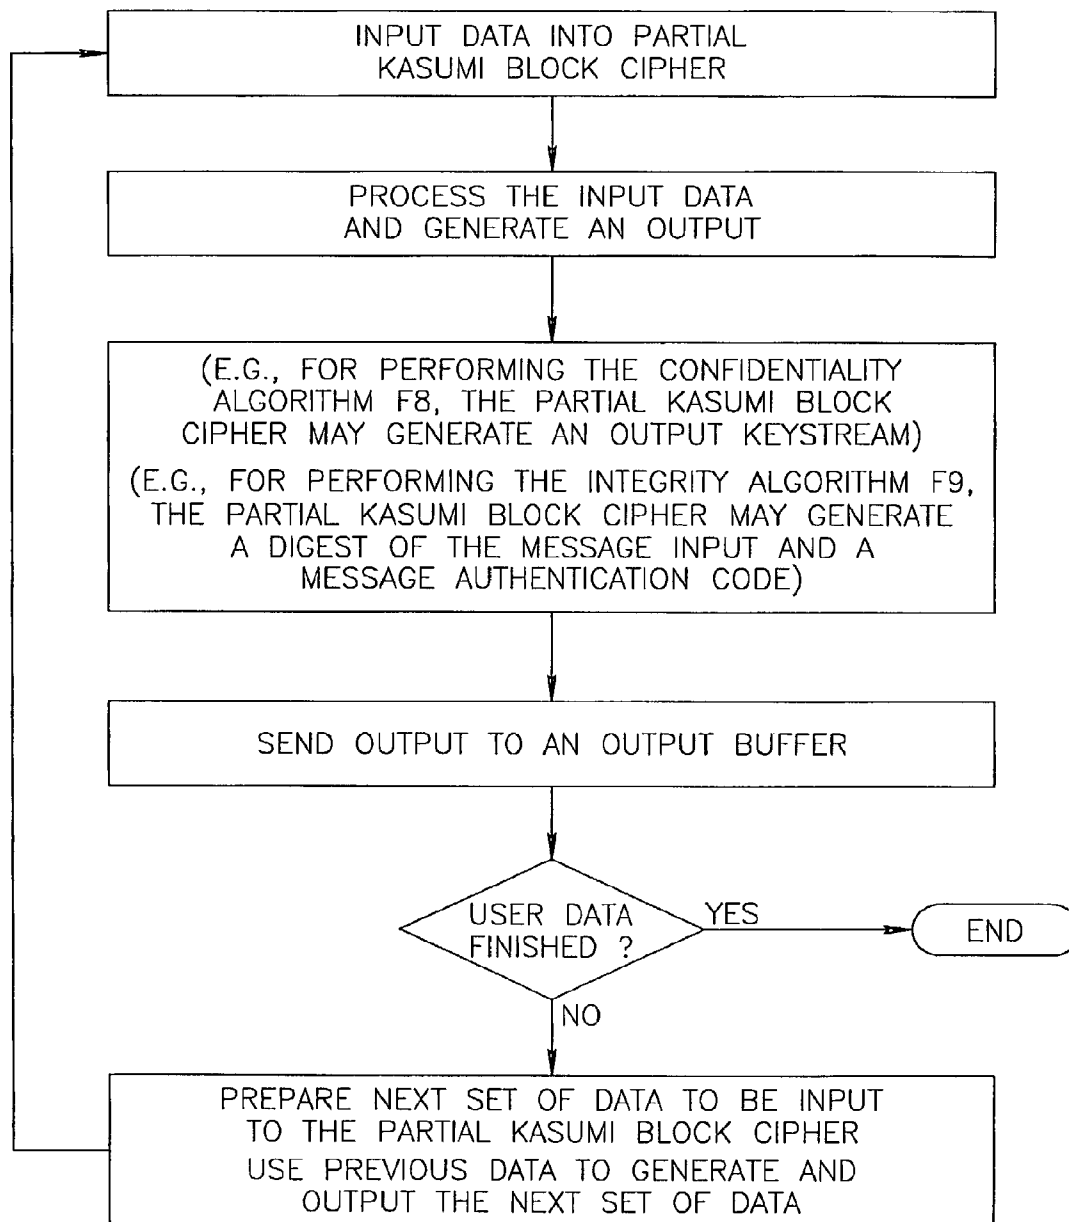 INPUT DATA INTO PARTIAL
KASUMI BLOCK CIPHER
PROCESS THE INPUT DATA
AND GENERATE AN OUTPUT
(E.G., FOR PERFORMING THE CONFIDENTIALITY
ALGORITHM F8, THE PARTIAL KASUMI BLOCK
CIPHER MAY GENERATE AN OUTPUT KEYSTREAM)
(E.G., FOR PERFORMING THE INTEGRITY ALGORITHM F9,
THE PARTIAL KASUMI BLOCK CIPHER MAY GENERATE
A DIGEST OF THE MESSAGE INPUT AND A
MESSAGE AUTHENTICATION CODE)
SEND OUTPUT TO AN OUTPUT BUFFER
USER DATA
FINISHED ?
YES
END
NO
PREPARE NEXT SET OF DATA TO BE INPUT
TO THE PARTIAL KASUMI BLOCK CIPHER
USE PREVIOUS DATA TO GENERATE AND
OUTPUT THE NEXT SET OF DATA